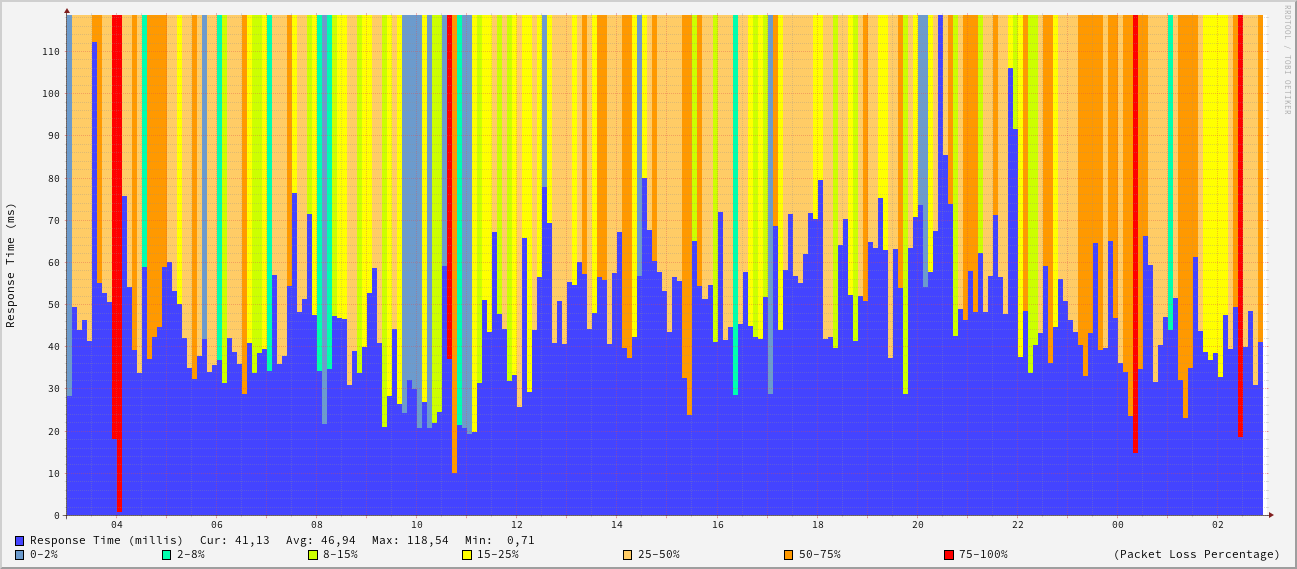 RRDTOOL / TOBI OETIKER
Response Time (ms)
110
100
90
80
70
60
50
40
30
20
10
0
04 06 08 10 12 14 16 18 20 22 00 02
Response Time (millis) Cur: 41,13 Avg: 46,94 Max: 118,54 Min: 0,71
0-2% 2-8% 8-15% 15-25% 25-50% 50-75% 75-100% (Packet Loss Percentage)